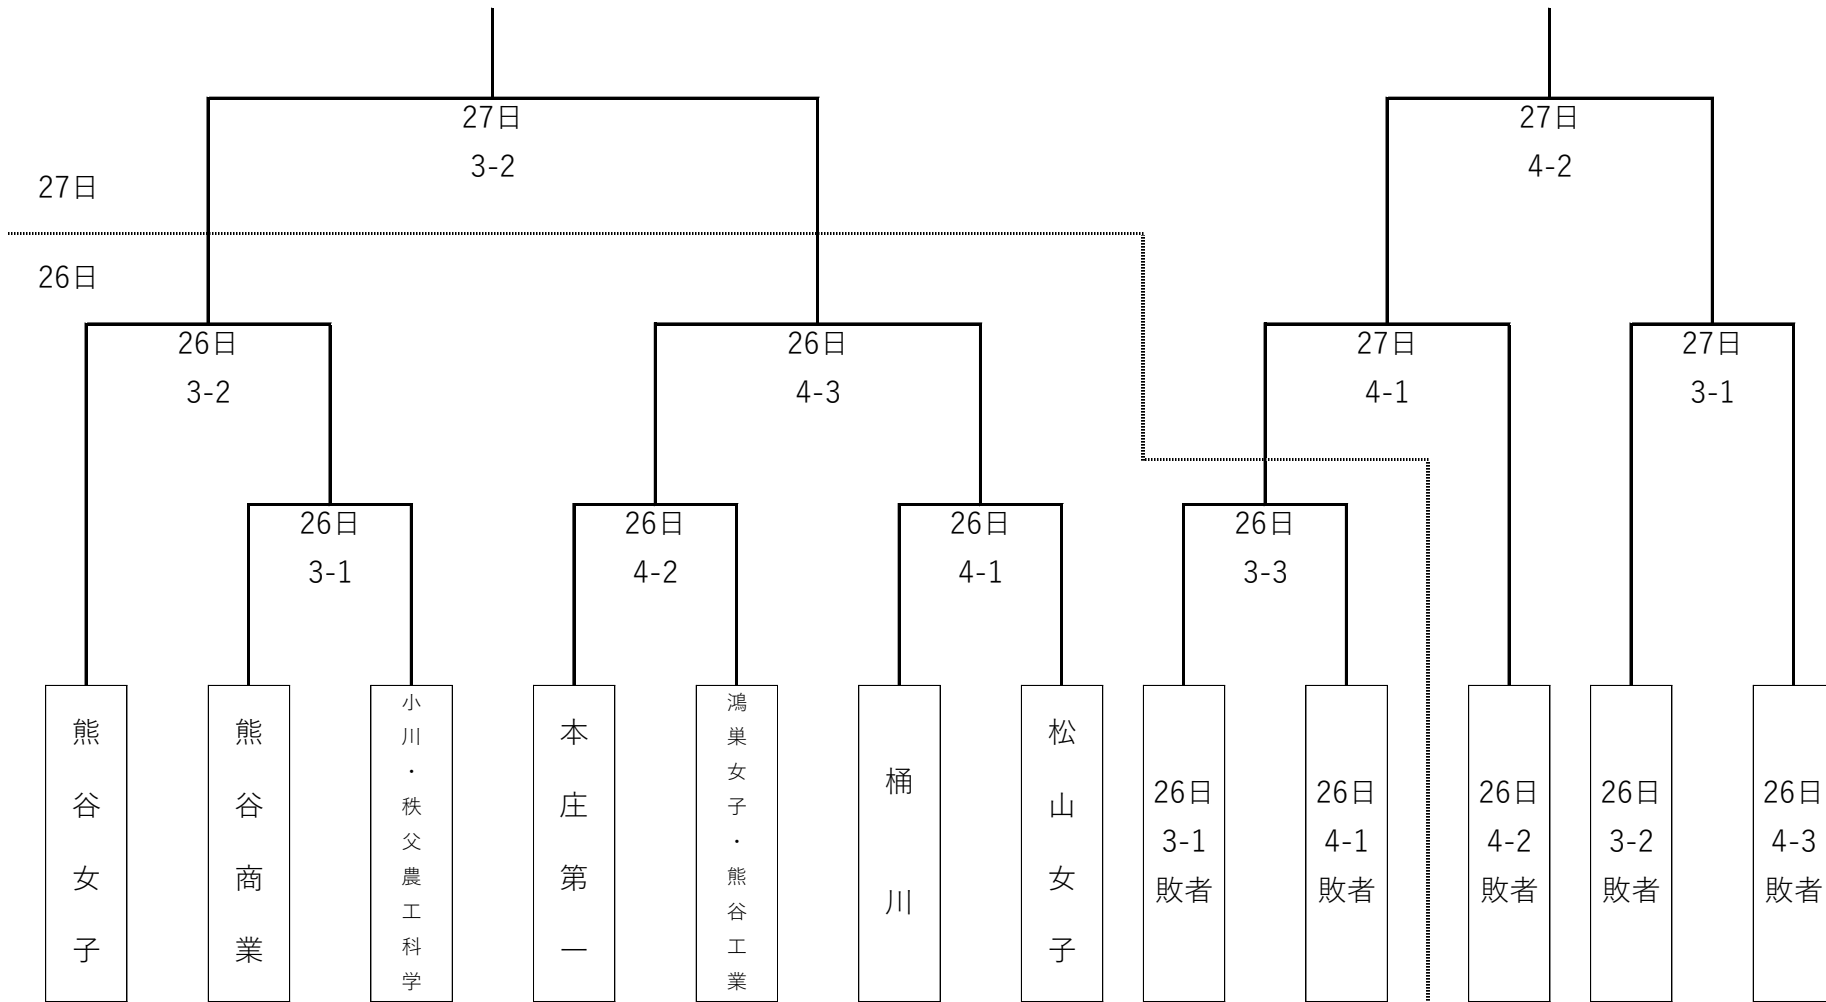 27日
3-2
27日
4-2
27日
26日
26日
3-2
26日
4-3
27日
4-1
27日
3-1
26日
3-1
26日
4-2
26日
4-1
26日
3-3
熊谷女子
熊谷商業
小川・秩父農工科学
本庄第一
鴻巣女子・熊谷工業
桶川
松山女子
26日
3-1
敗者
26日
4-1
敗者
26日
4-2
敗者
26日
3-2
敗者
26日
4-3
敗者